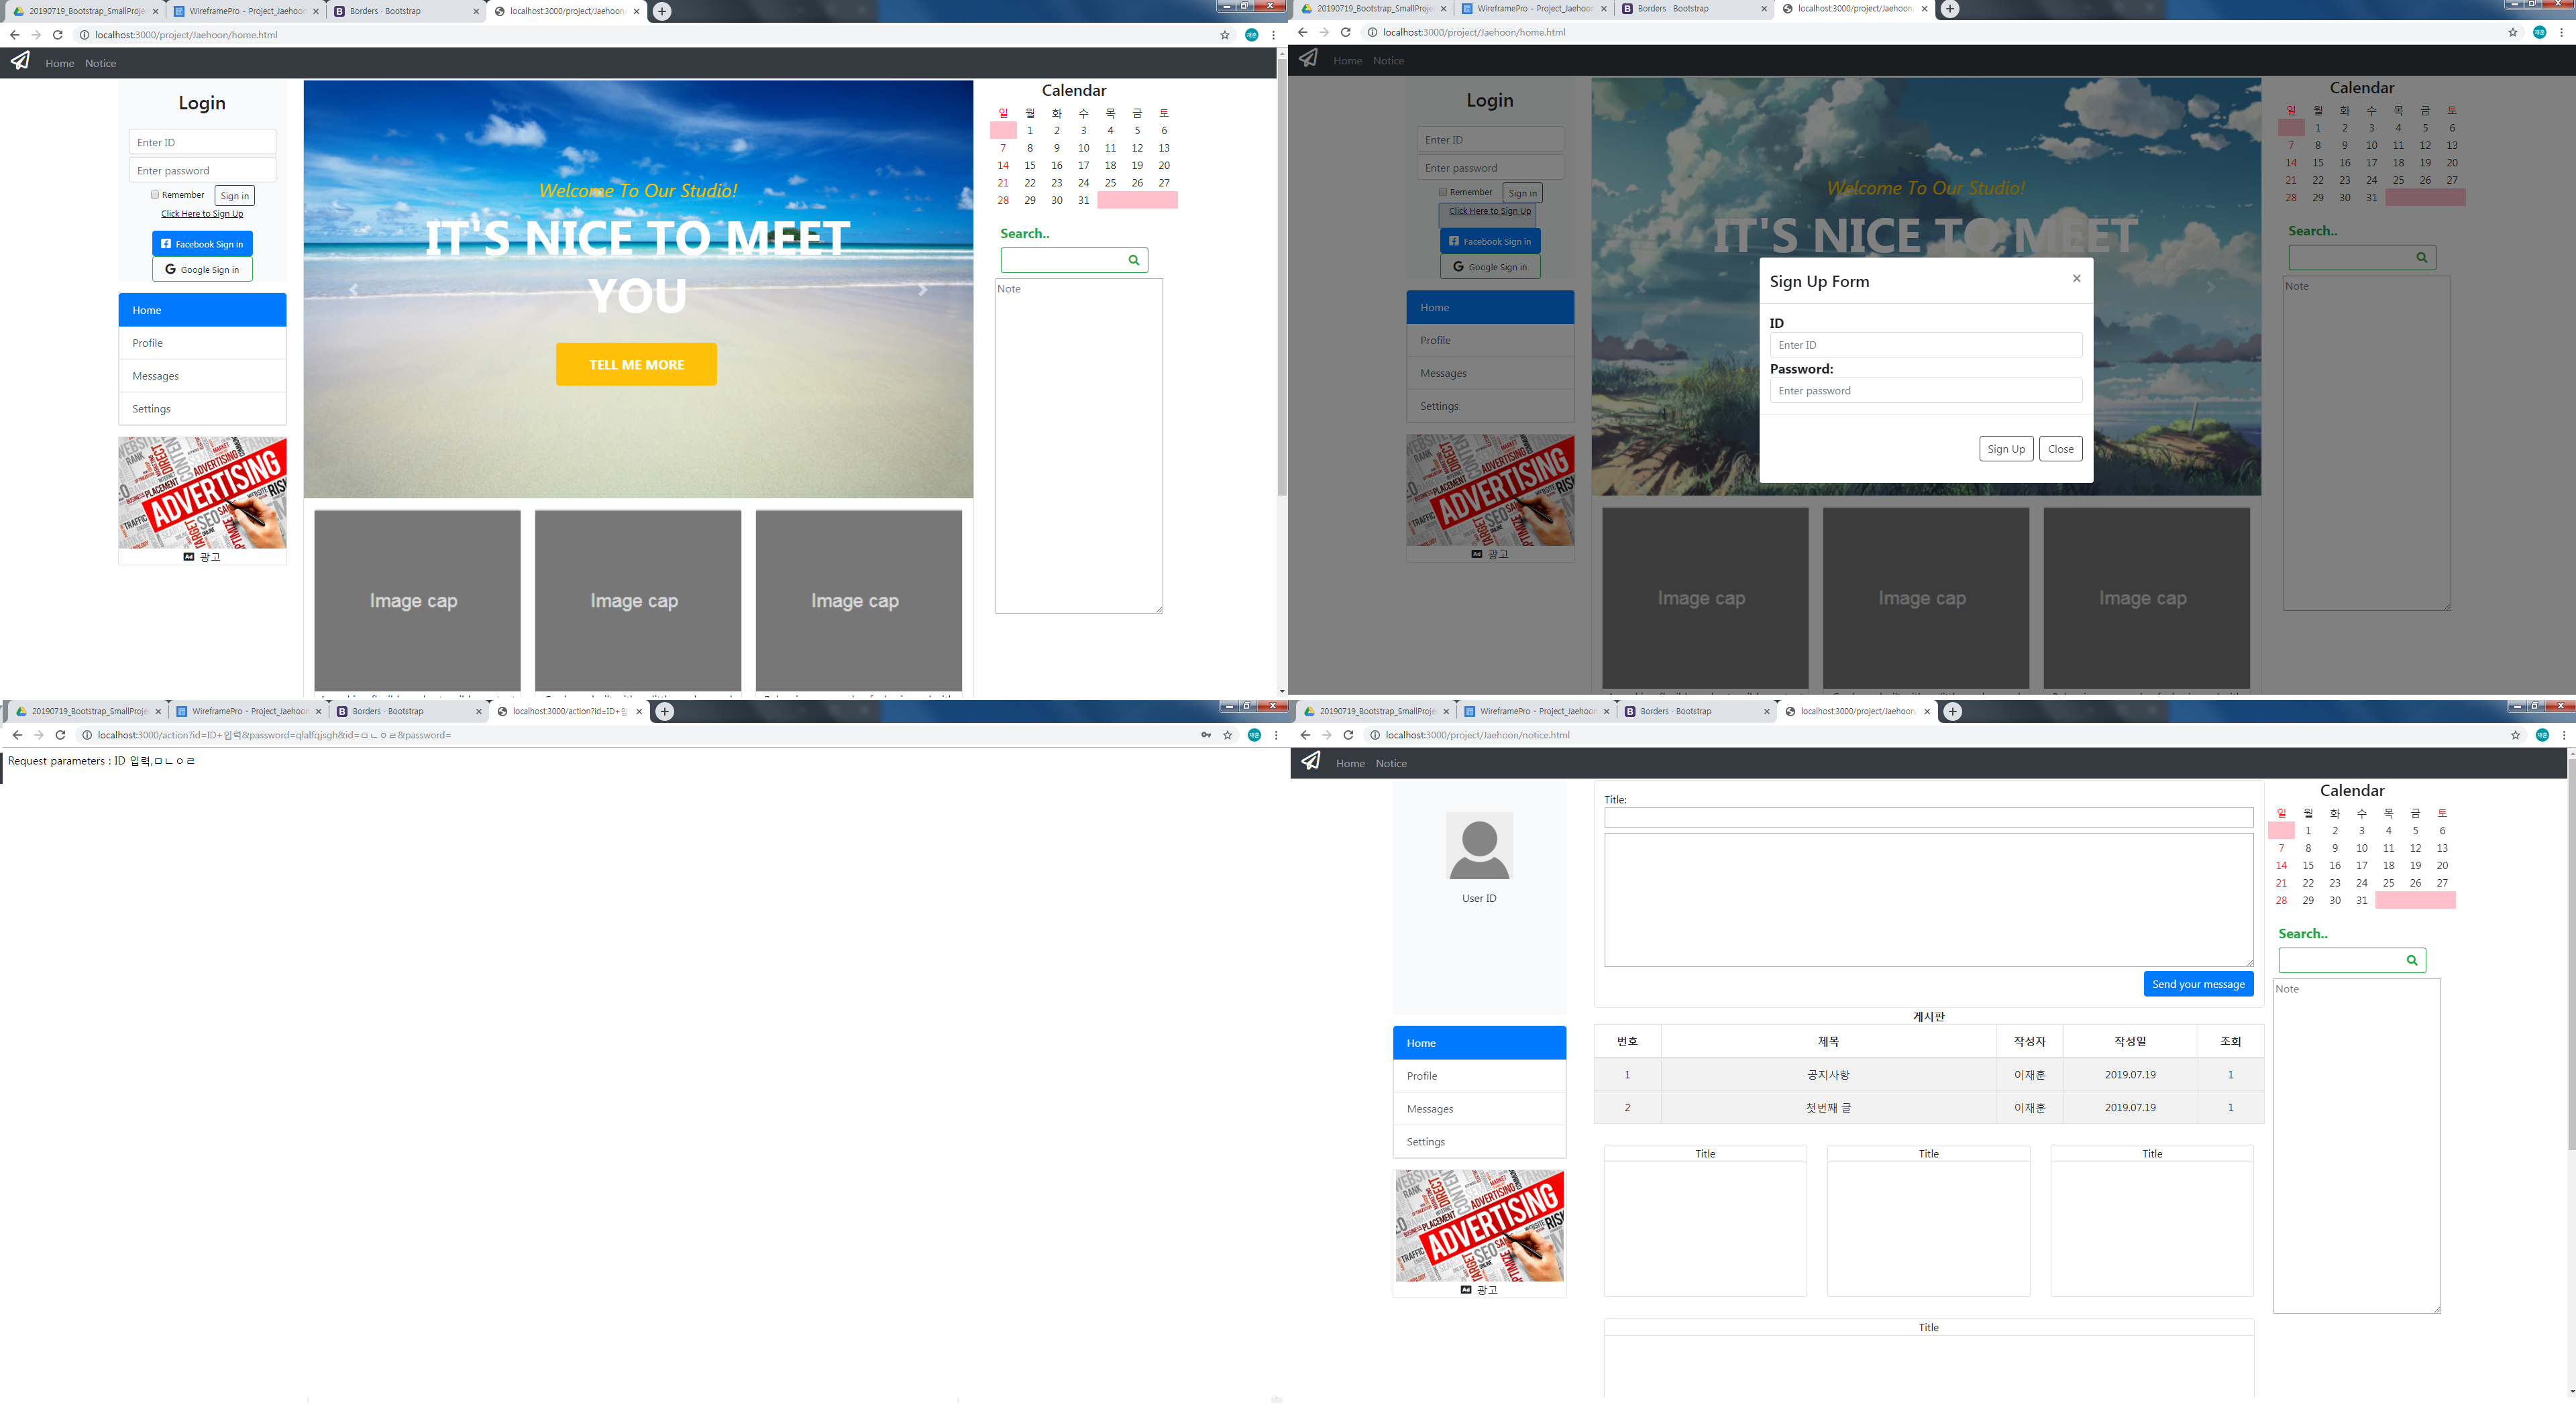 20190719_Bootstrap_SmallProje
WireframePro - Project_Jaehoon
Borders · Bootstrap
localhost:3000/project/Jaehoon/
localhost:3000/project/Jaehoon/home.html
재훈
Home Notice
Login
Enter ID
Enter password
Remember Sign in
Click Here to Sign Up
Facebook Sign in
Google Sign in
Home
Profile
Messages
Settings
ADVERTISING
Ad 광고
Welcome To Our Studio!
IT'S NICE TO MEET
YOU
TELL ME MORE
Image cap Image cap Image cap
Calendar
일 월 화 수 목 금 토
1 2 3 4 5 6
7 8 9 10 11 12 13
14 15 16 17 18 19 20
21 22 23 24 25 26 27
28 29 30 31
Search..
Note
20190719_Bootstrap_SmallProje
WireframePro - Project_Jaehoon
Borders · Bootstrap
localhost:3000/project/Jaehoon/
localhost:3000/project/Jaehoon/home.html
재훈
Home Notice
Login
Enter ID
Enter password
Remember Sign in
Click Here to Sign Up
Facebook Sign in
Google Sign in
Home
Profile
Messages
Settings
ADVERTISING
Ad 광고
Welcome To Our Studio!
IT'S NICE TO MEET
Sign Up Form ×
ID
Enter ID
Password:
Enter password
Sign Up Close
Image cap Image cap Image cap
Calendar
일 월 화 수 목 금 토
1 2 3 4 5 6
7 8 9 10 11 12 13
14 15 16 17 18 19 20
21 22 23 24 25 26 27
28 29 30 31
Search..
Note
20190719_Bootstrap_SmallProje
WireframePro - Project_Jaehoon
Borders · Bootstrap
localhost:3000/action?id=ID+입
localhost:3000/action?id=ID+입력&password=qlalfqjsgh&id=ㅁㄴㅇㄹ&password=
재훈
Request parameters : ID 입력,ㅁㄴㅇㄹ
20190719_Bootstrap_SmallProje
WireframePro - Project_Jaehoon
Borders · Bootstrap
localhost:3000/project/Jaehoon/
localhost:3000/project/Jaehoon/notice.html
재훈
Home Notice
User ID
Home
Profile
Messages
Settings
ADVERTISING
Ad 광고
Title:
Send your message
게시판
번호 제목 작성자 작성일 조회
1 공지사항 이재훈 2019.07.19 1
2 첫번째 글 이재훈 2019.07.19 1
Title Title Title
Title
Calendar
일 월 화 수 목 금 토
1 2 3 4 5 6
7 8 9 10 11 12 13
14 15 16 17 18 19 20
21 22 23 24 25 26 27
28 29 30 31
Search..
Note